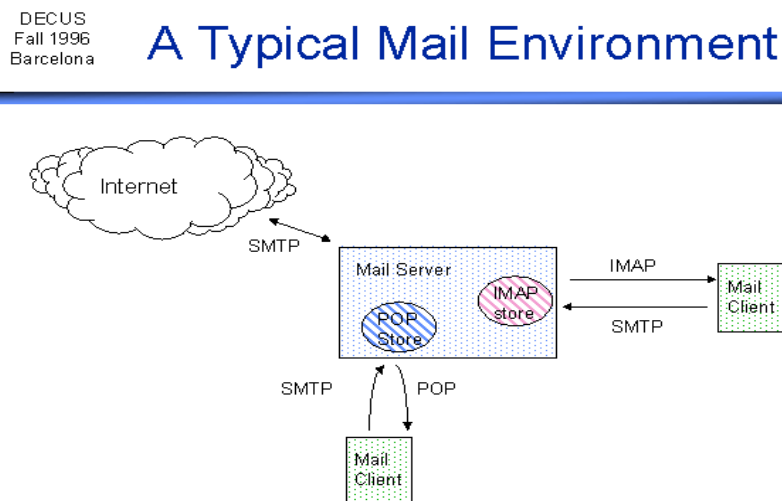 DECUS
Fall 1996
Barcelona
A Typical Mail Environment
Internet
SMTP
Mail Server
IMAP
store
POP
Store
IMAP
SMTP
Mail
Client
SMTP
POP
Mail
Client